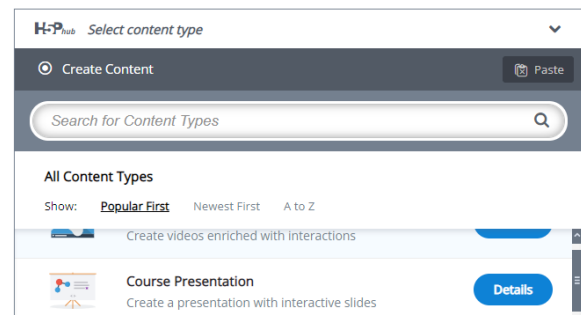 H5P hub Select content type
Create Content
Paste
Search for Content Types
All Content Types
Show: Popular First Newest First A to Z
Create videos enriched with interactions
Course Presentation
Create a presentation with interactive slides
Details